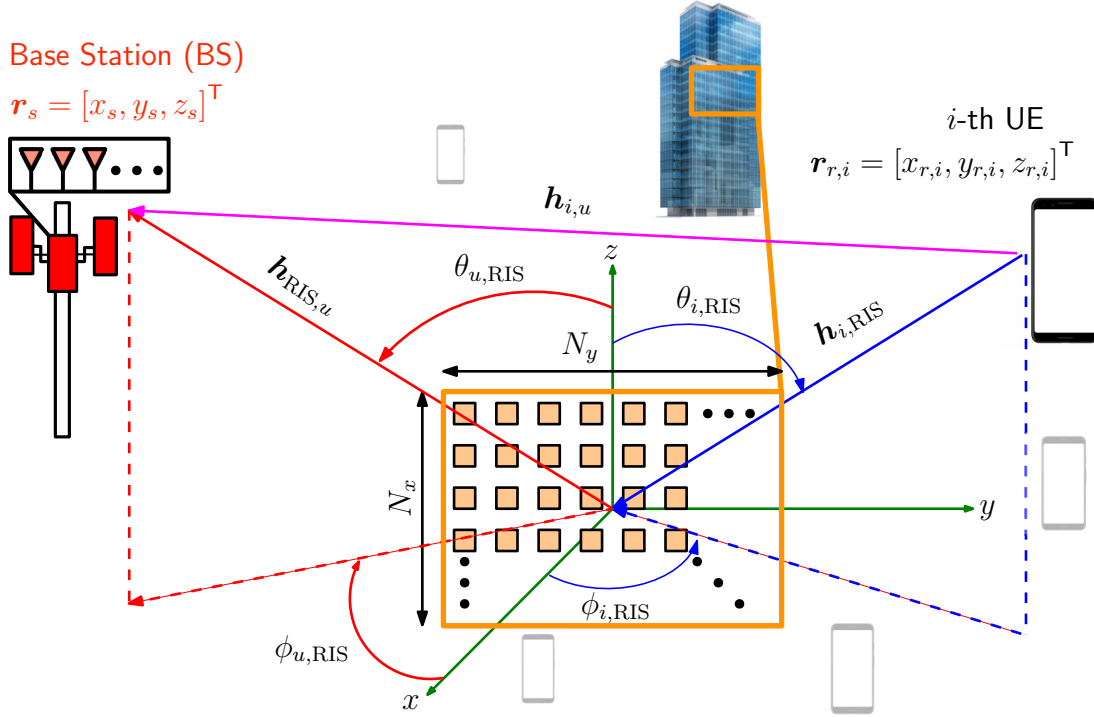 Base Station (BS)
𝒓_s = [x_s, y_s, z_s]^T
i-th UE
𝒓_{r,i} = [x_{r,i}, y_{r,i}, z_{r,i}]^T
𝒉_{i,u}
z
θ_{u,RIS}
θ_{i,RIS}
𝒉_{RIS,u}
𝒉_{i,RIS}
N_y
N_x
y
ϕ_{i,RIS}
ϕ_{u,RIS}
x